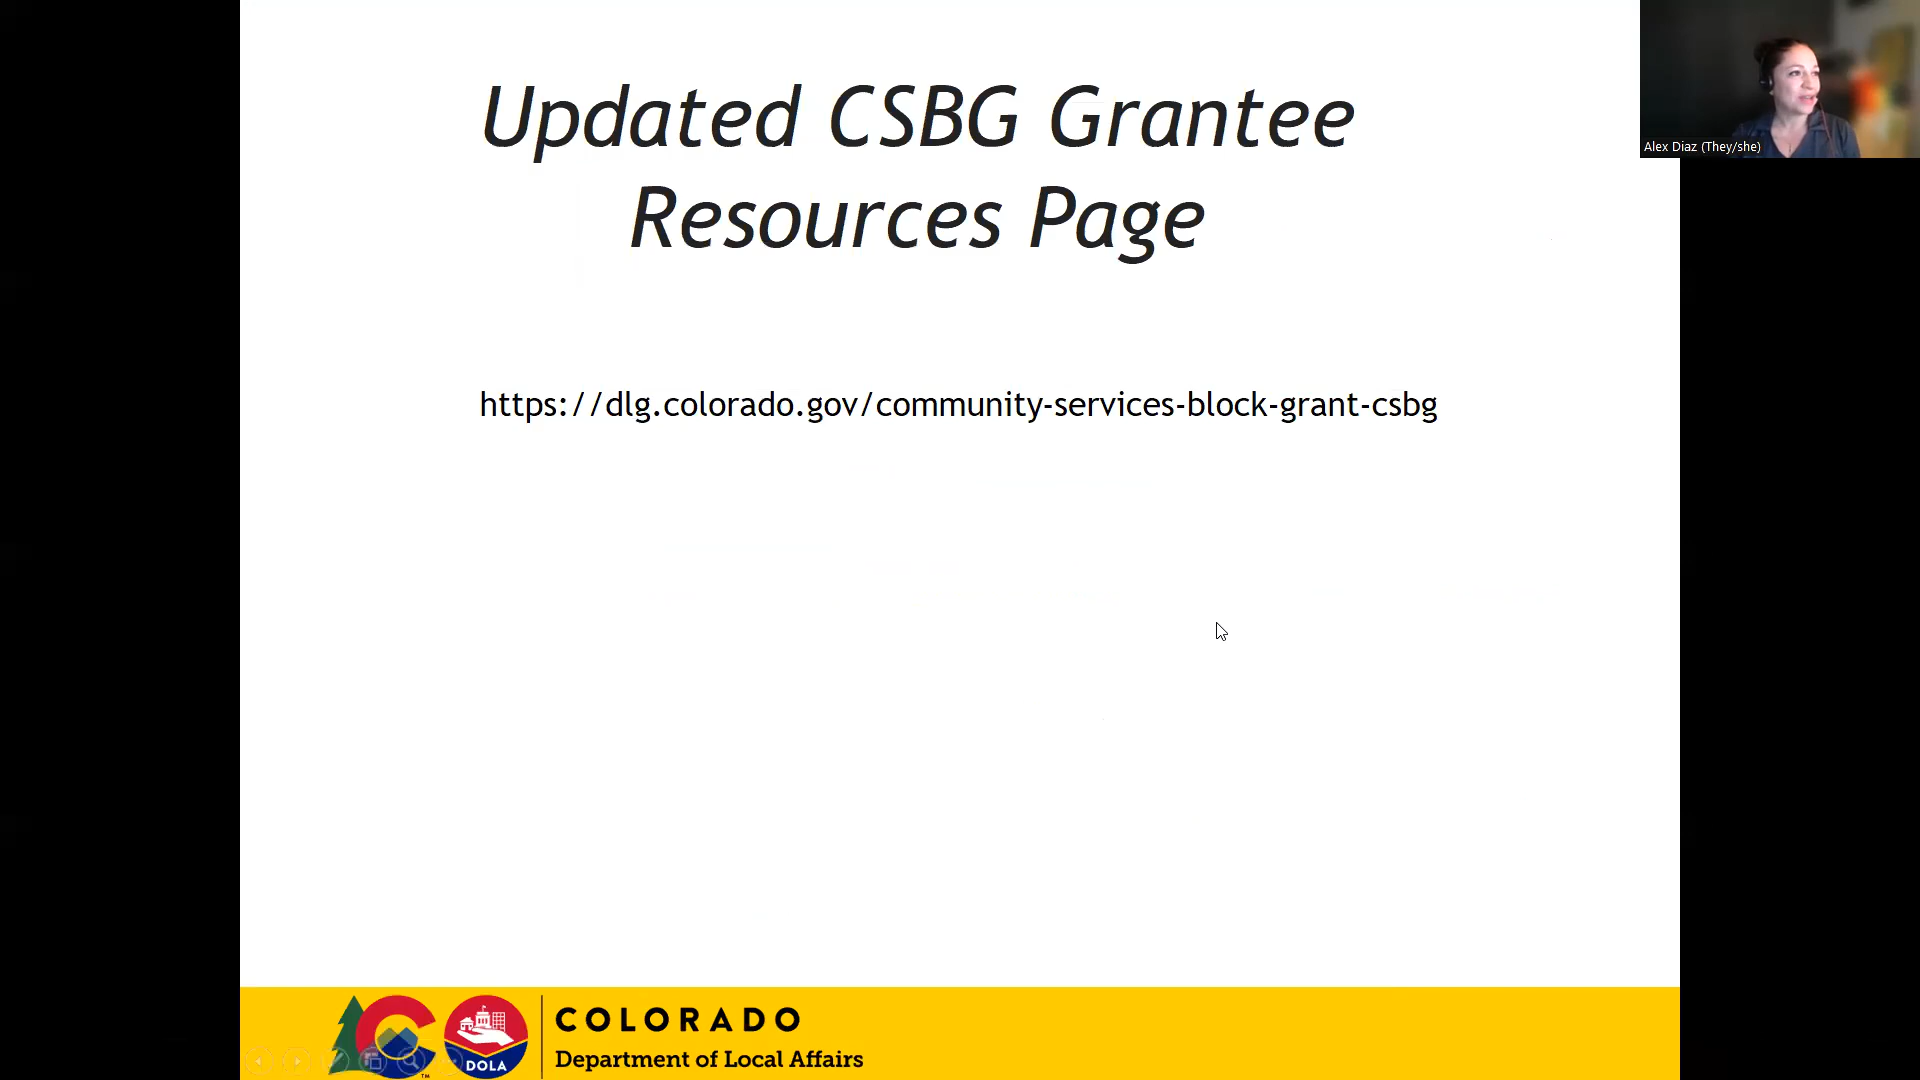 Updated CSBG Grantee
Resources Page
Alex Diaz (They/she)
https://dlg.colorado.gov/community-services-block-grant-csbg
DOLA
TM
COLORADO
Department of Local Affairs